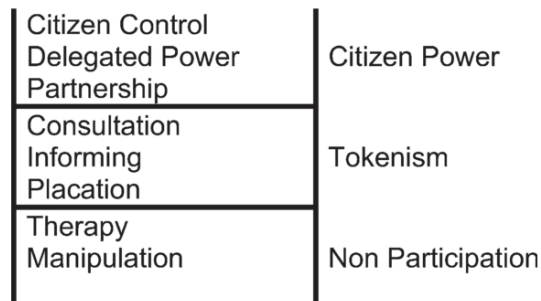 Citizen Control
Delegated Power
Partnership
Citizen Power
Consultation
Informing
Placation
Tokenism
Therapy
Manipulation
Non Participation